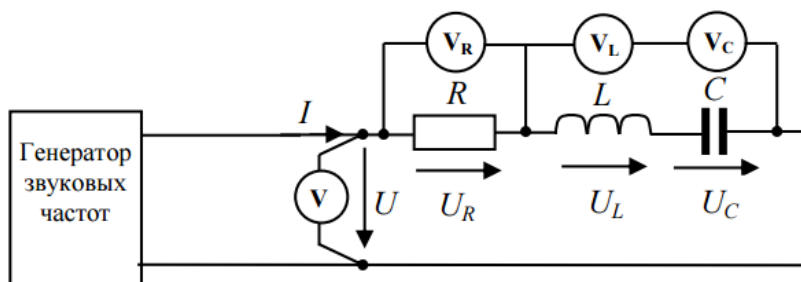 V_R
V_L
V_C
R
L
C
I
Генератор
звуковых
частот
V
U
U_R
U_L
U_C